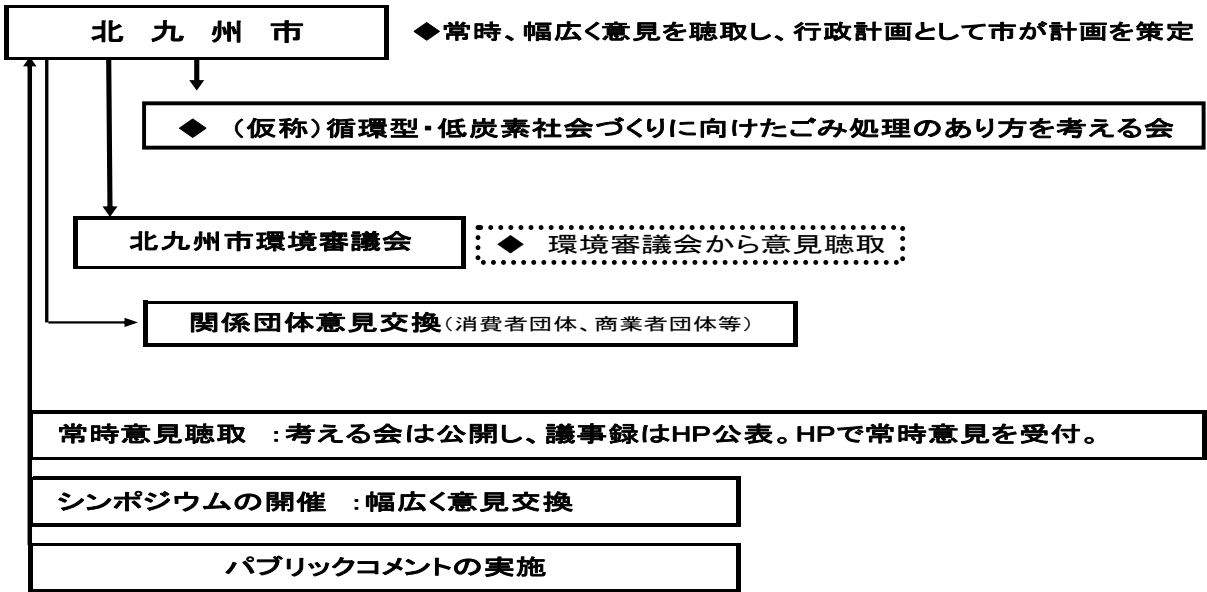 北 九 州 市
◆常時、幅広く意見を聴取し、行政計画として市が計画を策定
◆ （仮称）循環型・低炭素社会づくりに向けたごみ処理のあり方を考える会
北九州市環境審議会
◆ 環境審議会から意見聴取
関係団体意見交換（消費者団体、商業者団体等）
常時意見聴取 ：考える会は公開し、議事録はHP公表。HPで常時意見を受付。
シンポジウムの開催 ：幅広く意見交換
パブリックコメントの実施